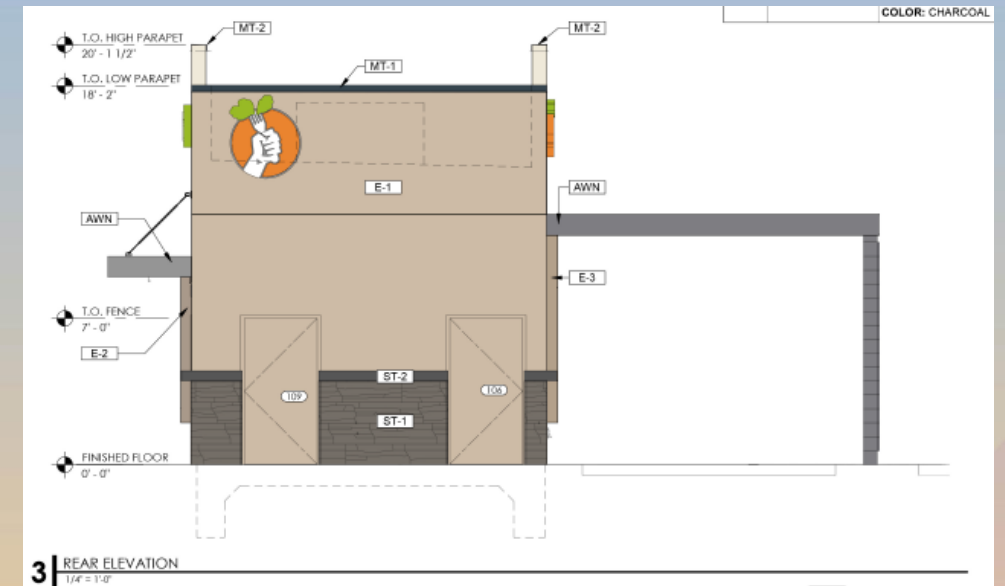 COLOR: CHARCOAL
MT-2
MT-2
T.O. HIGH PARAPET
20' - 1 1/2"
MT-1
T.O. LOW PARAPET
18' - 2"
E-1
AWN
AWN
E-3
T.O. FENCE
7' - 0"
E-2
ST-2
109
106
ST-1
FINISHED FLOOR
0' - 0"
3 REAR ELEVATION
1/4" = 1'-0"